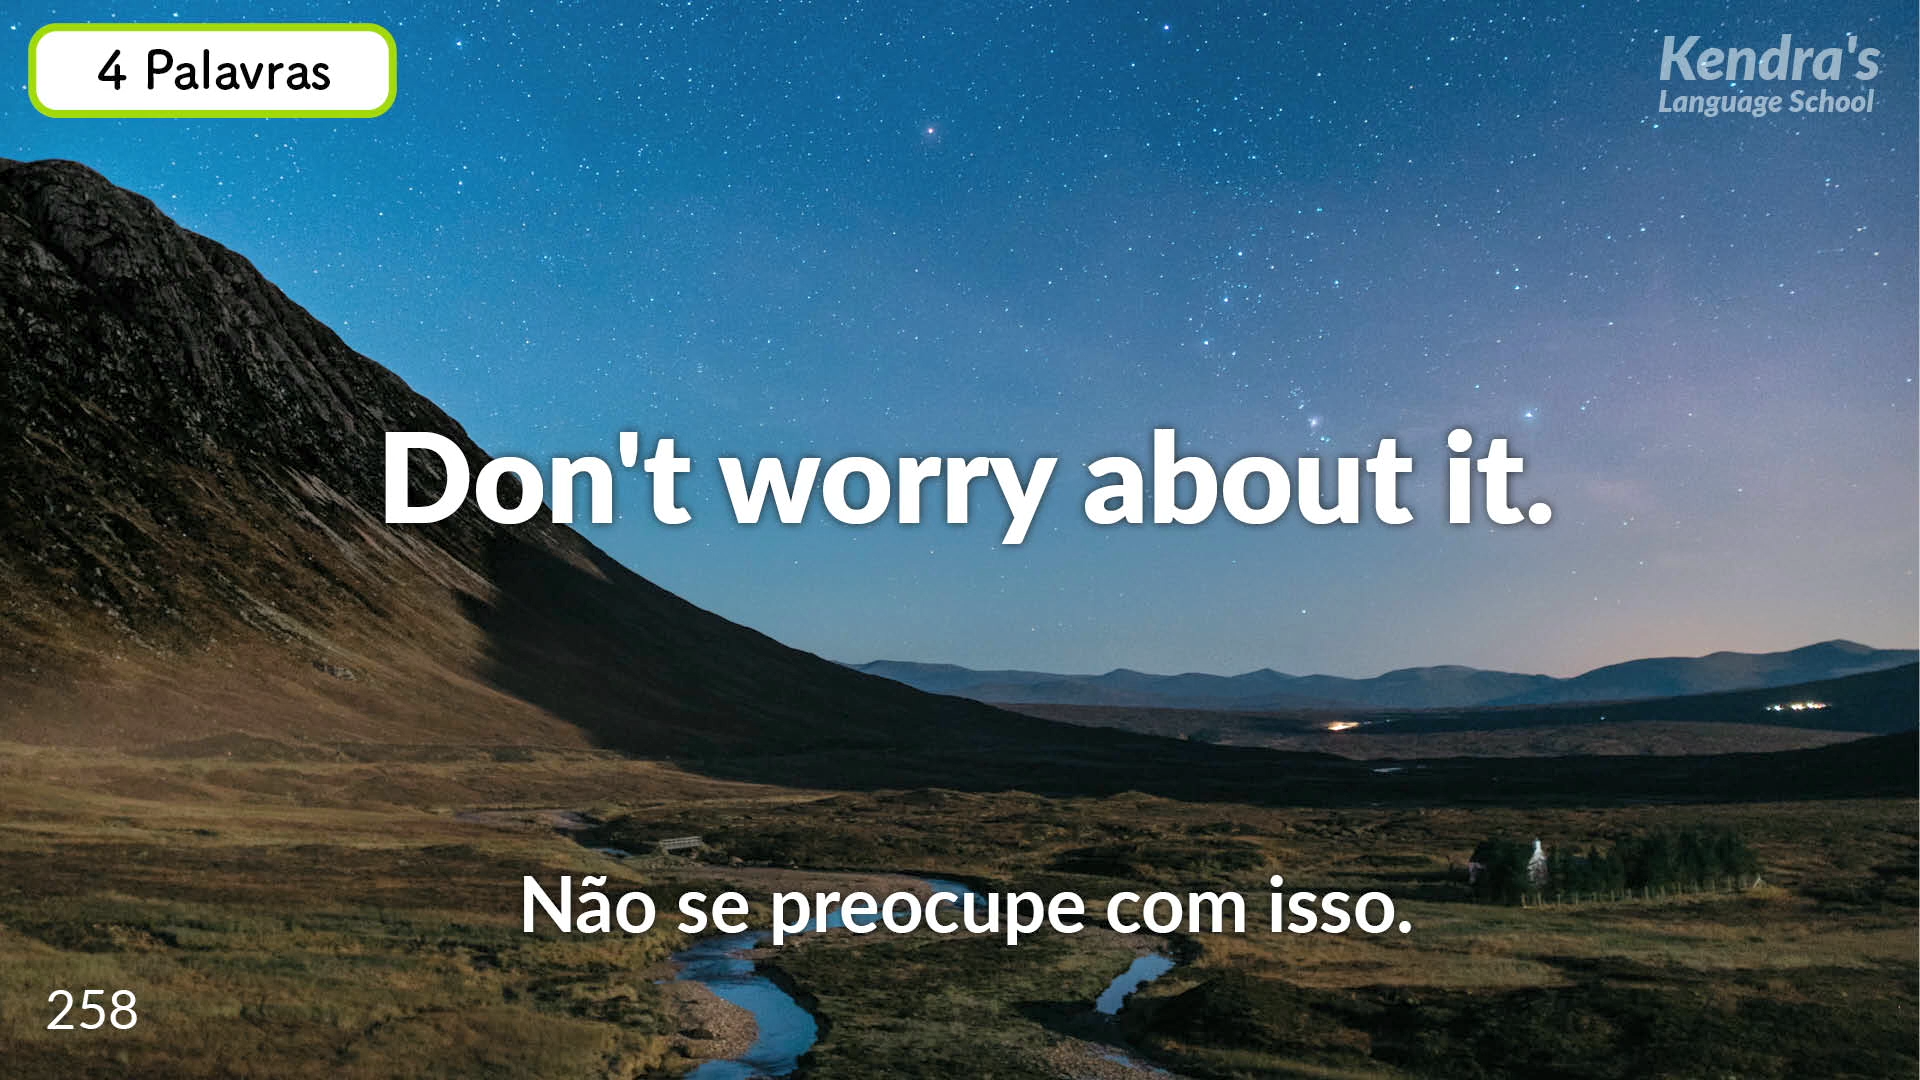 4 Palavras
Kendra's
Language School
Don't worry about it.
Não se preocupe com isso.
258